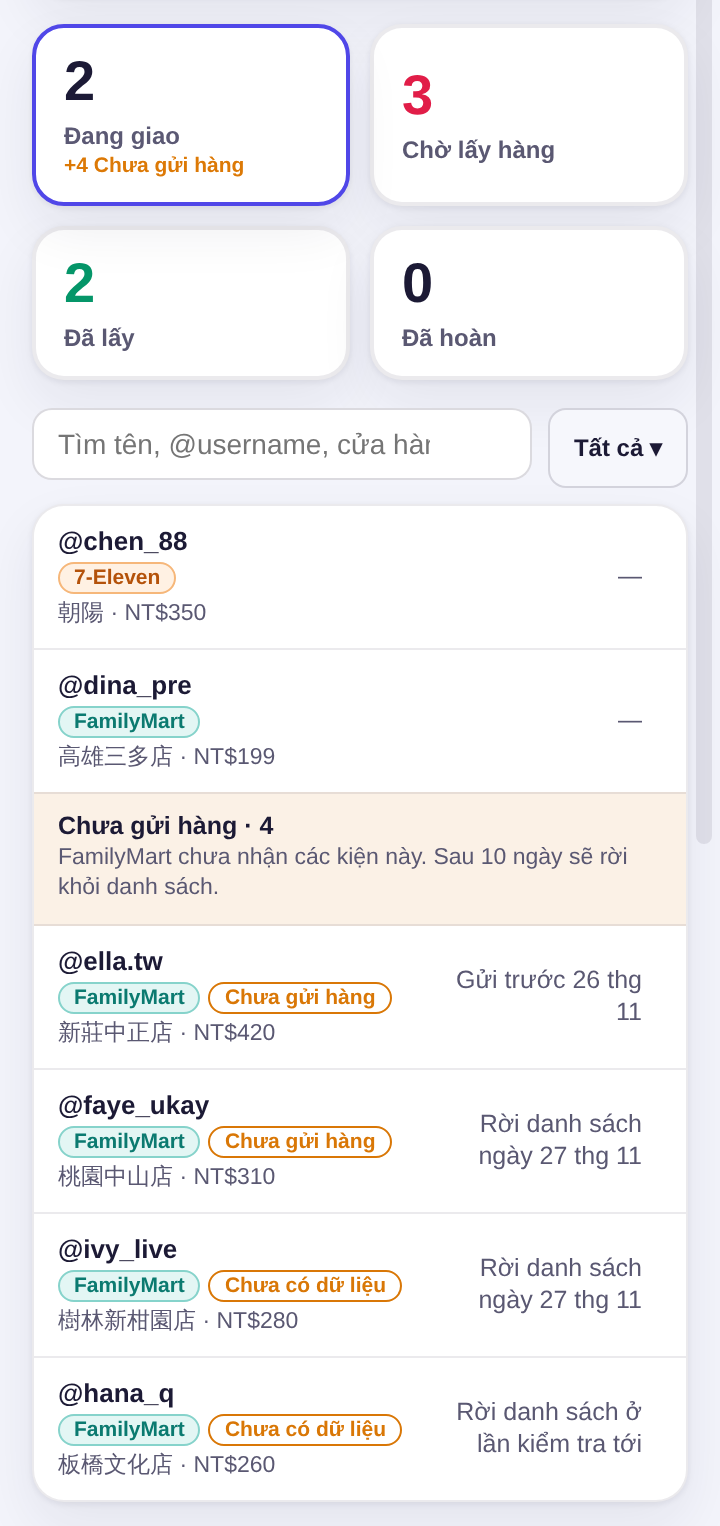 2
Đang giao
+4 Chưa gửi hàng
3
Chờ lấy hàng
2
Đã lấy
0
Đã hoàn
Tìm tên, @username, cửa hàr
Tất cả ▾
@chen_88
7-Eleven
朝陽 · NT$350
—
@dina_pre
FamilyMart
高雄三多店 · NT$199
—
Chưa gửi hàng · 4
FamilyMart chưa nhận các kiện này. Sau 10 ngày sẽ rời
khỏi danh sách.
@ella.tw
FamilyMart Chưa gửi hàng
新莊中正店 · NT$420
Gửi trước 26 thg
11
@faye_ukay
FamilyMart Chưa gửi hàng
桃園中山店 · NT$310
Rời danh sách
ngày 27 thg 11
@ivy_live
FamilyMart Chưa có dữ liệu
樹林新柑園店 · NT$280
Rời danh sách
ngày 27 thg 11
@hana_q
FamilyMart Chưa có dữ liệu
板橋文化店 · NT$260
Rời danh sách ở
lần kiểm tra tới